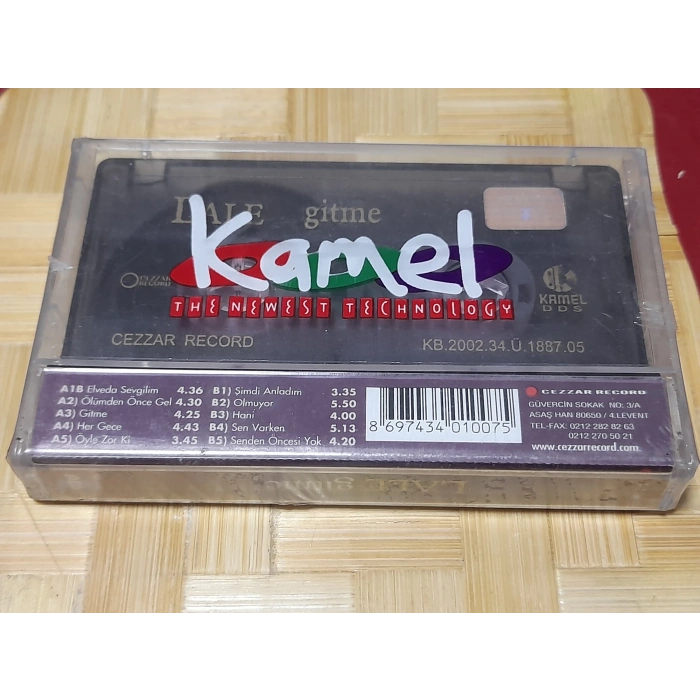 LALE gitme
Kamel
THE NEWEST TECHNOLOGY
CEZZAR RECORD
KAMEL DDS
CEZZAR RECORD
KB.2002.34.Ü.1887.05
A1B Elveda Sevgilim 4.36
A2) Ölümden Önce Gel 4.30
A3) Gitme 4.25
A4) Her Gece 4.43
A5) Öyle Zor Ki 3.45
B1) Şimdi Anladım 3.35
B2) Olmuyor 5.50
B3) Hani 4.00
B4) Sen Varken 5.13
B5) Senden Öncesi Yok 4.20
8 697434 010075
CEZZAR RECORD
GÜVERCİN SOKAK NO: 3/A
ASAŞ HAN 80650 / 4.LEVENT
TEL-FAX: 0212 282 82 63
0212 270 50 21
www.cezzarrecord.com
LALE gitme